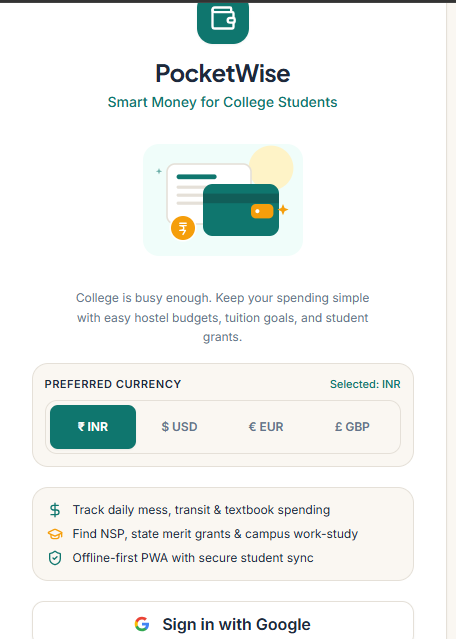 PocketWise
Smart Money for College Students
₹
College is busy enough. Keep your spending simple
with easy hostel budgets, tuition goals, and student
grants.
PREFERRED CURRENCY
Selected: INR
₹ INR
$ USD
€ EUR
£ GBP
Track daily mess, transit & textbook spending
Find NSP, state merit grants & campus work-study
Offline-first PWA with secure student sync
Sign in with Google